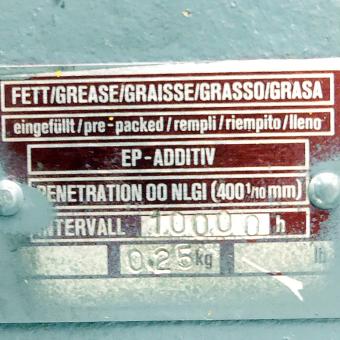 FETT/GREASE/GRAISSE/GRASSO/GRASA
eingefüllt/pre-packed/rempli/riempito/lleno
EP-ADDITIV
PENETRATION 00 NLGI (400 1/10 mm)
INTERVALL 10000 h
0,25 kg lb